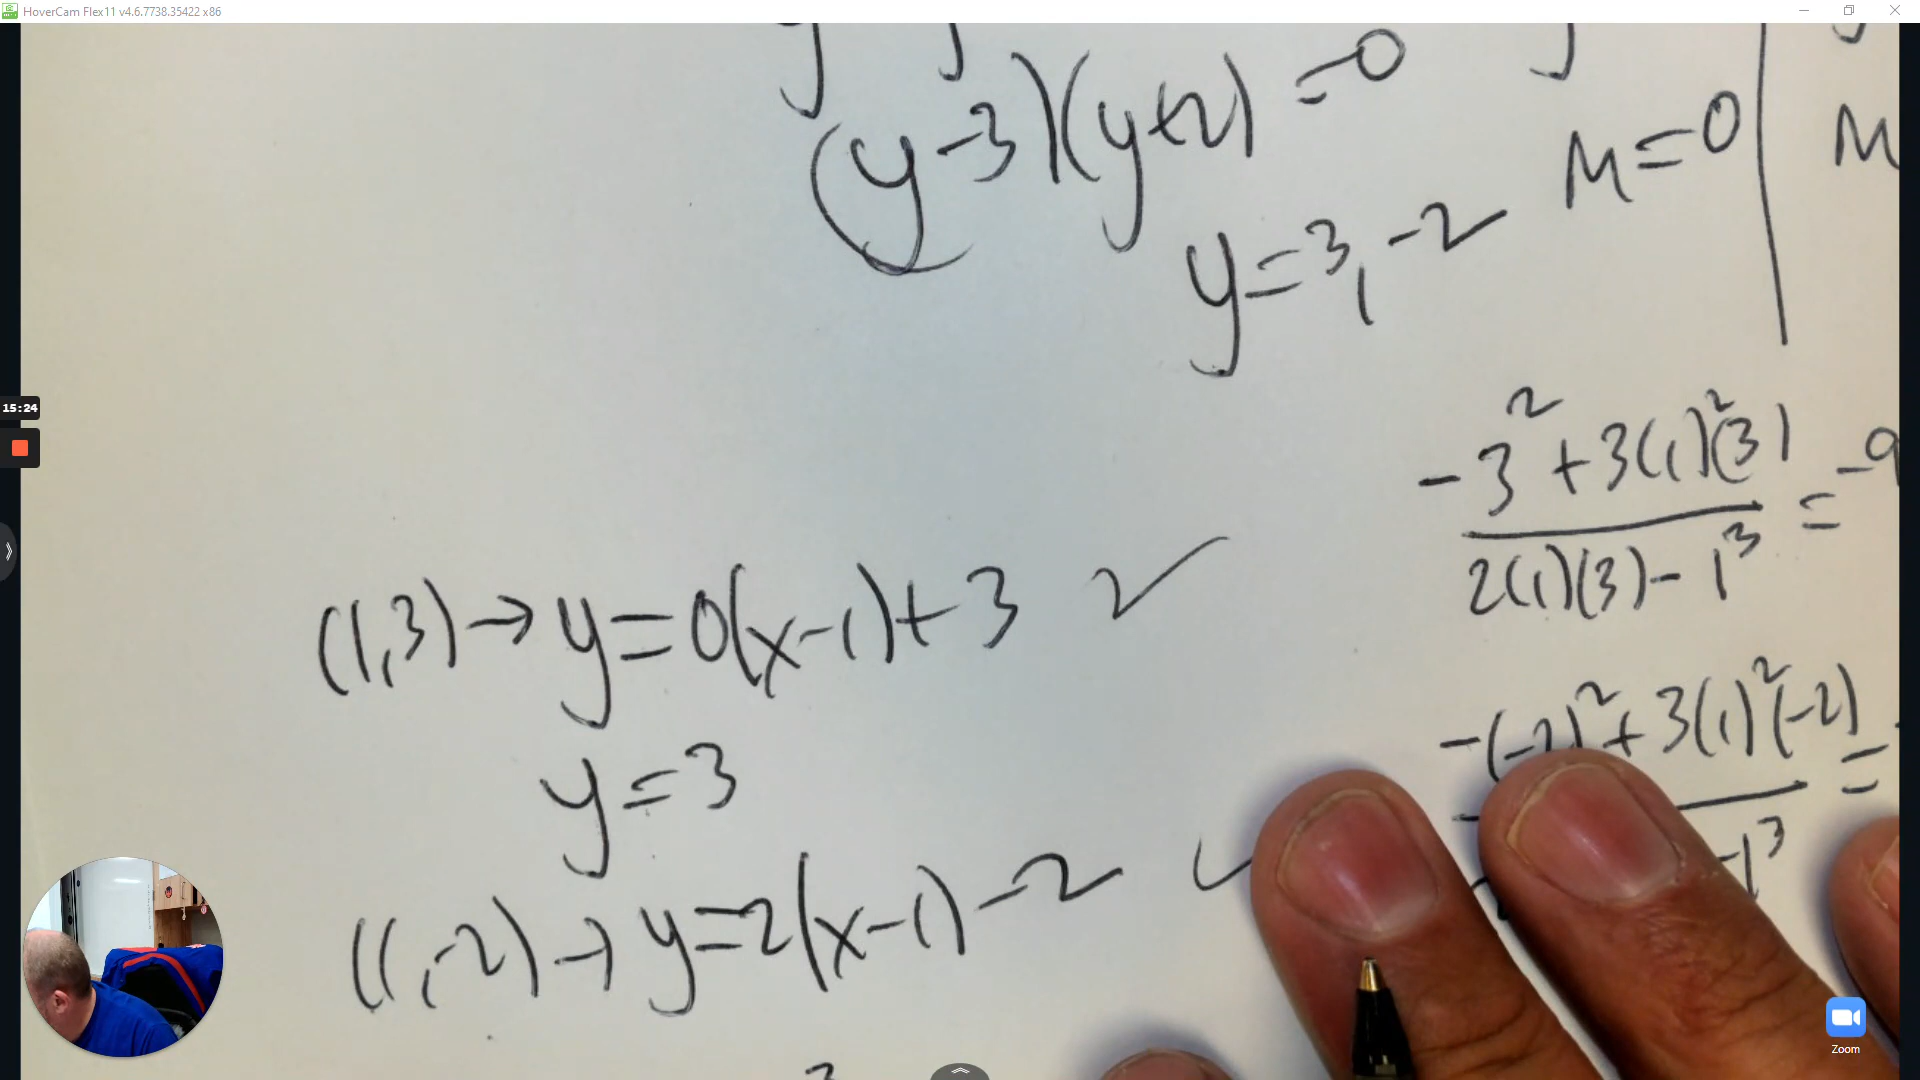 HoverCam Flex11 v4.6.7738.35422 x86
(y-3)(y+2) = 0
M = 0
M
y = 3, -2
15:24
-3² + 3(1)²(3)
= -9
2(1)(3) - 1³
(1,3) → y = 0(x-1) + 3 ✓
y = 3
-(-2)² + 3(1)²(-2)
=
- 1³
(1,-2) → y = 2(x-1) - 2
Zoom